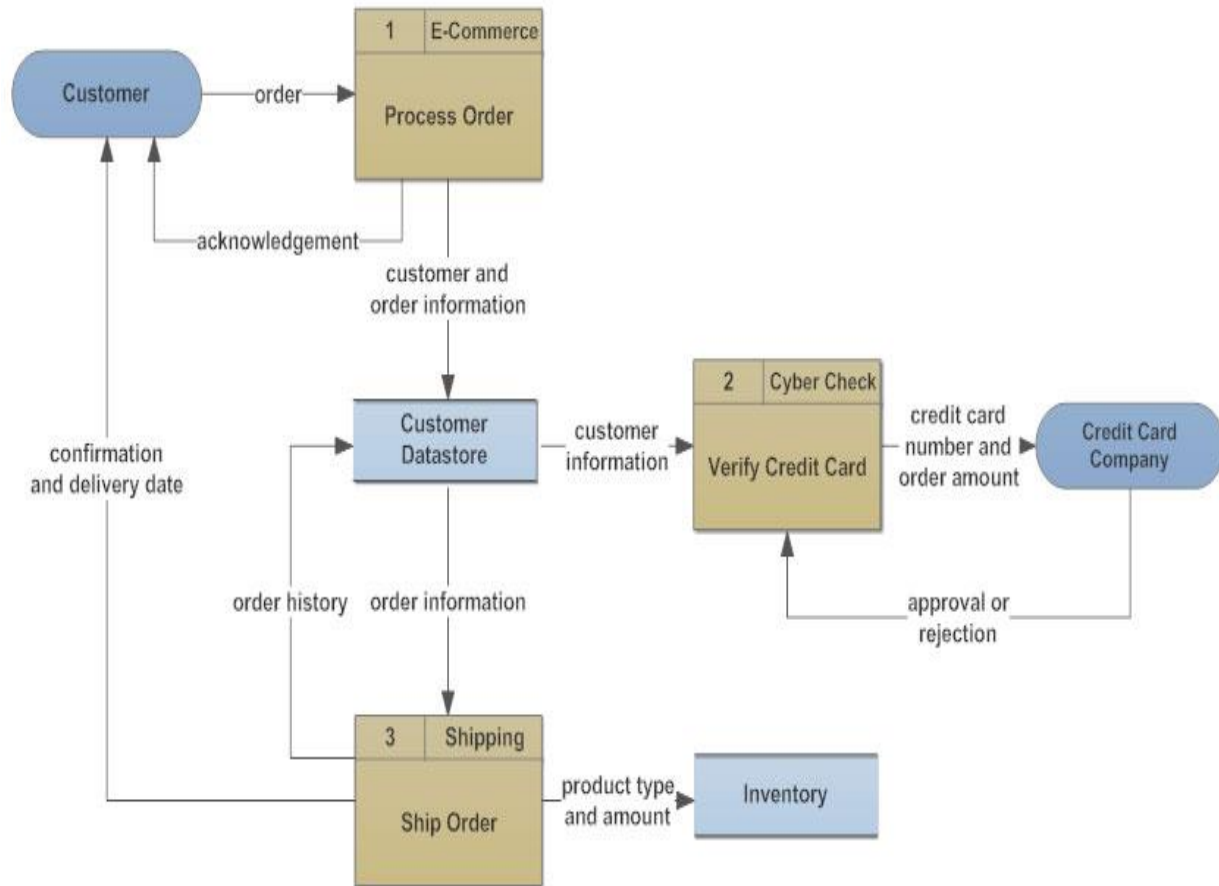 1
E-Commerce
Customer
order
Process Order
acknowledgement
customer and
order information
2
Cyber Check
Customer
Datastore
customer
information
Verify Credit Card
credit card
number and
order amount
Credit Card
Company
confirmation
and delivery date
order history
order information
approval or
rejection
3
Shipping
Ship Order
product type
and amount
Inventory